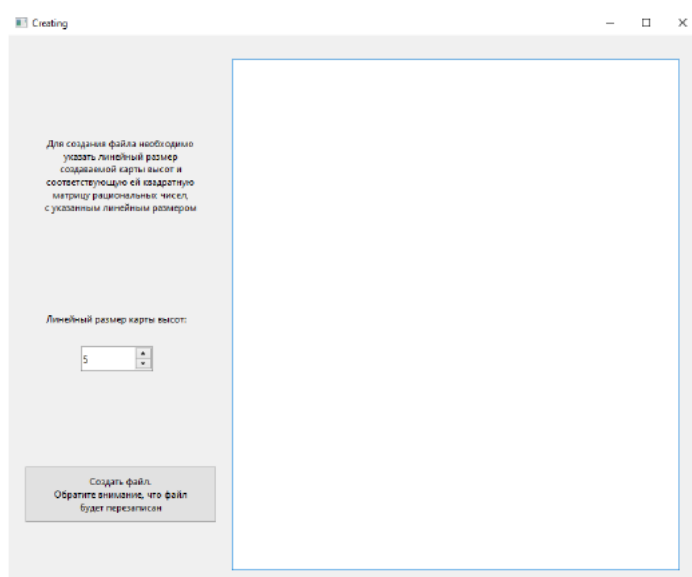 Creating
Для создания файла необходимо
указать линейный размер
создаваемой карты высот и
соответствующую ей квадратную
матрицу рациональных чисел,
с указанным линейным размером
Линейный размер карты высот:
5
Создать файл.
Обратите внимание, что файл
будет перезаписан